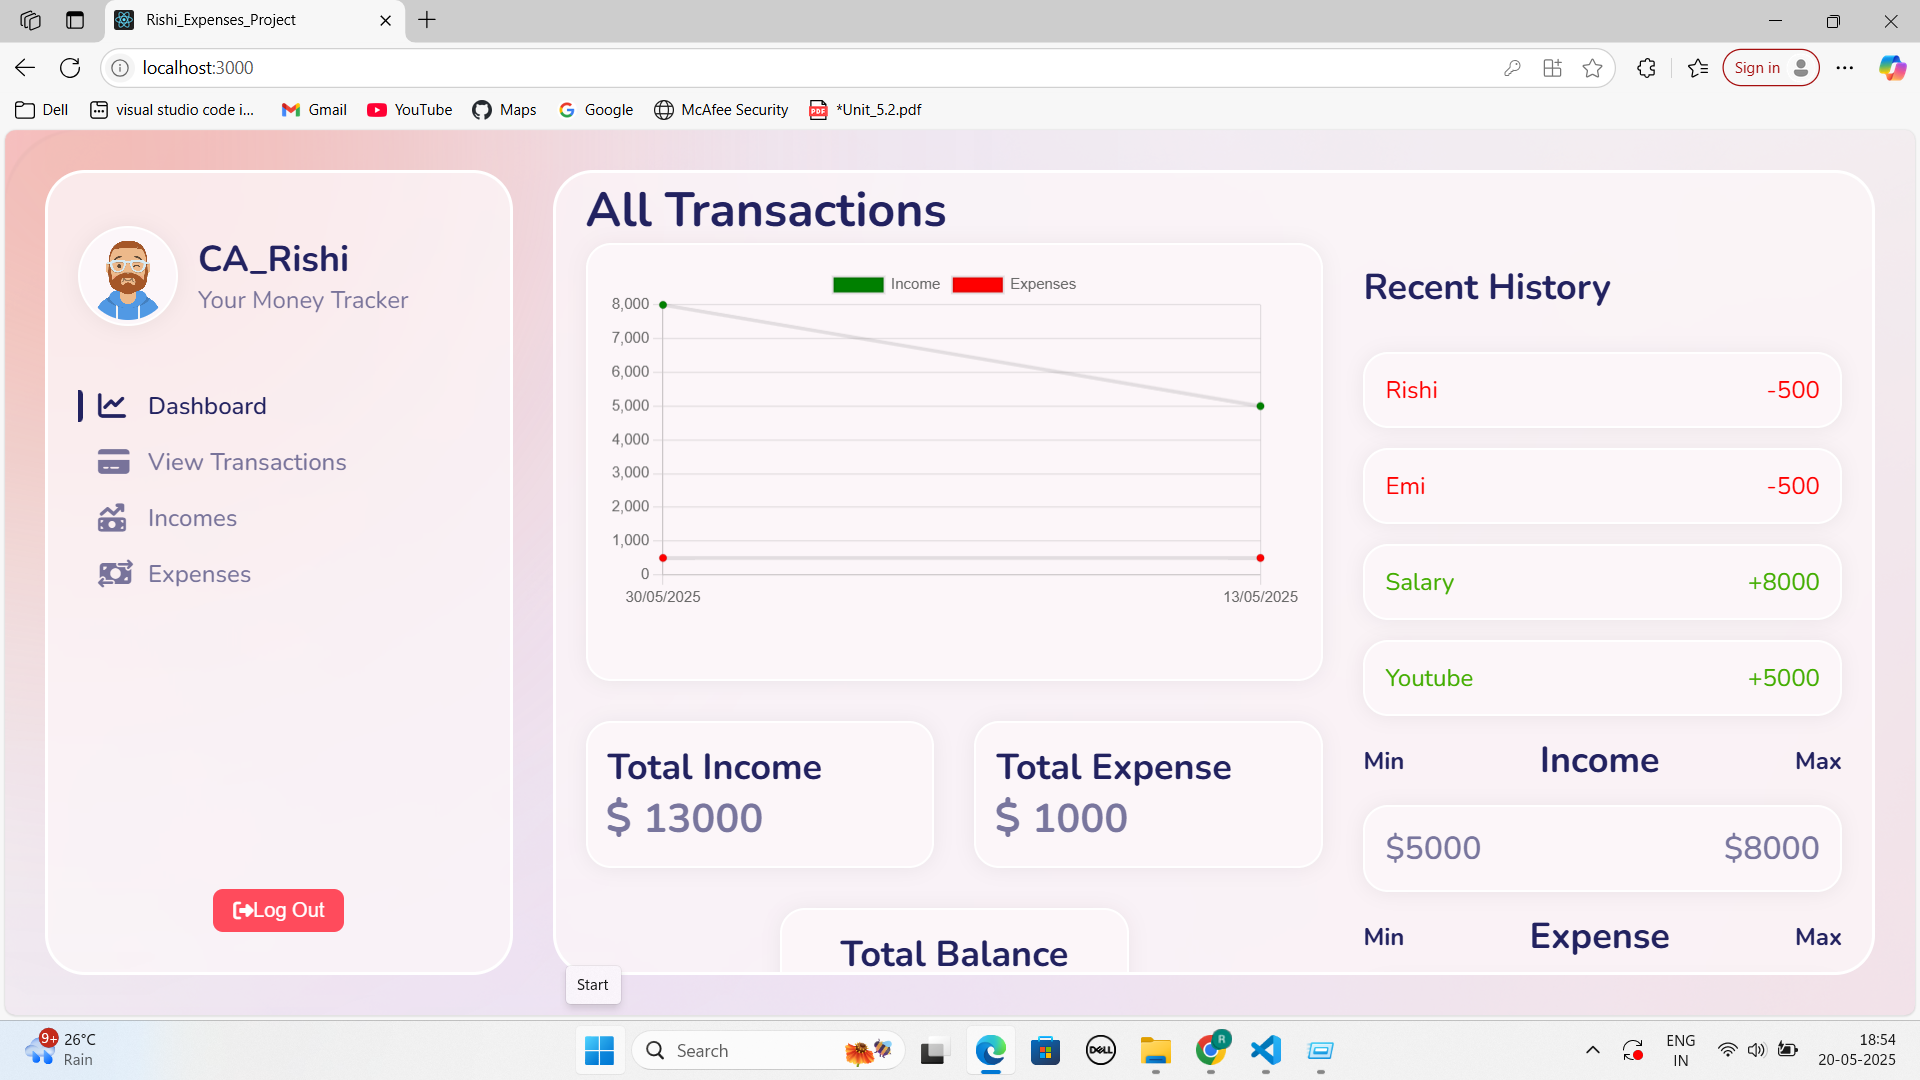 Rishi_Expenses_Project
localhost:3000
Sign in
Dell
visual studio code i...
Gmail
YouTube
Maps
Google
McAfee Security
PDF
*Unit_5.2.pdf
CA_Rishi
Your Money Tracker
Dashboard
View Transactions
Incomes
Expenses
Log Out
All Transactions
Income
Expenses
8,000
7,000
6,000
5,000
4,000
3,000
2,000
1,000
0
30/05/2025
13/05/2025
Total Income
$ 13000
Total Expense
$ 1000
Total Balance
Recent History
Rishi -500
Emi -500
Salary +8000
Youtube +5000
Min Income Max
$5000 $8000
Min Expense Max
Start
9+
26°C
Rain
Search
DELL
R
ENG
IN
18:54
20-05-2025